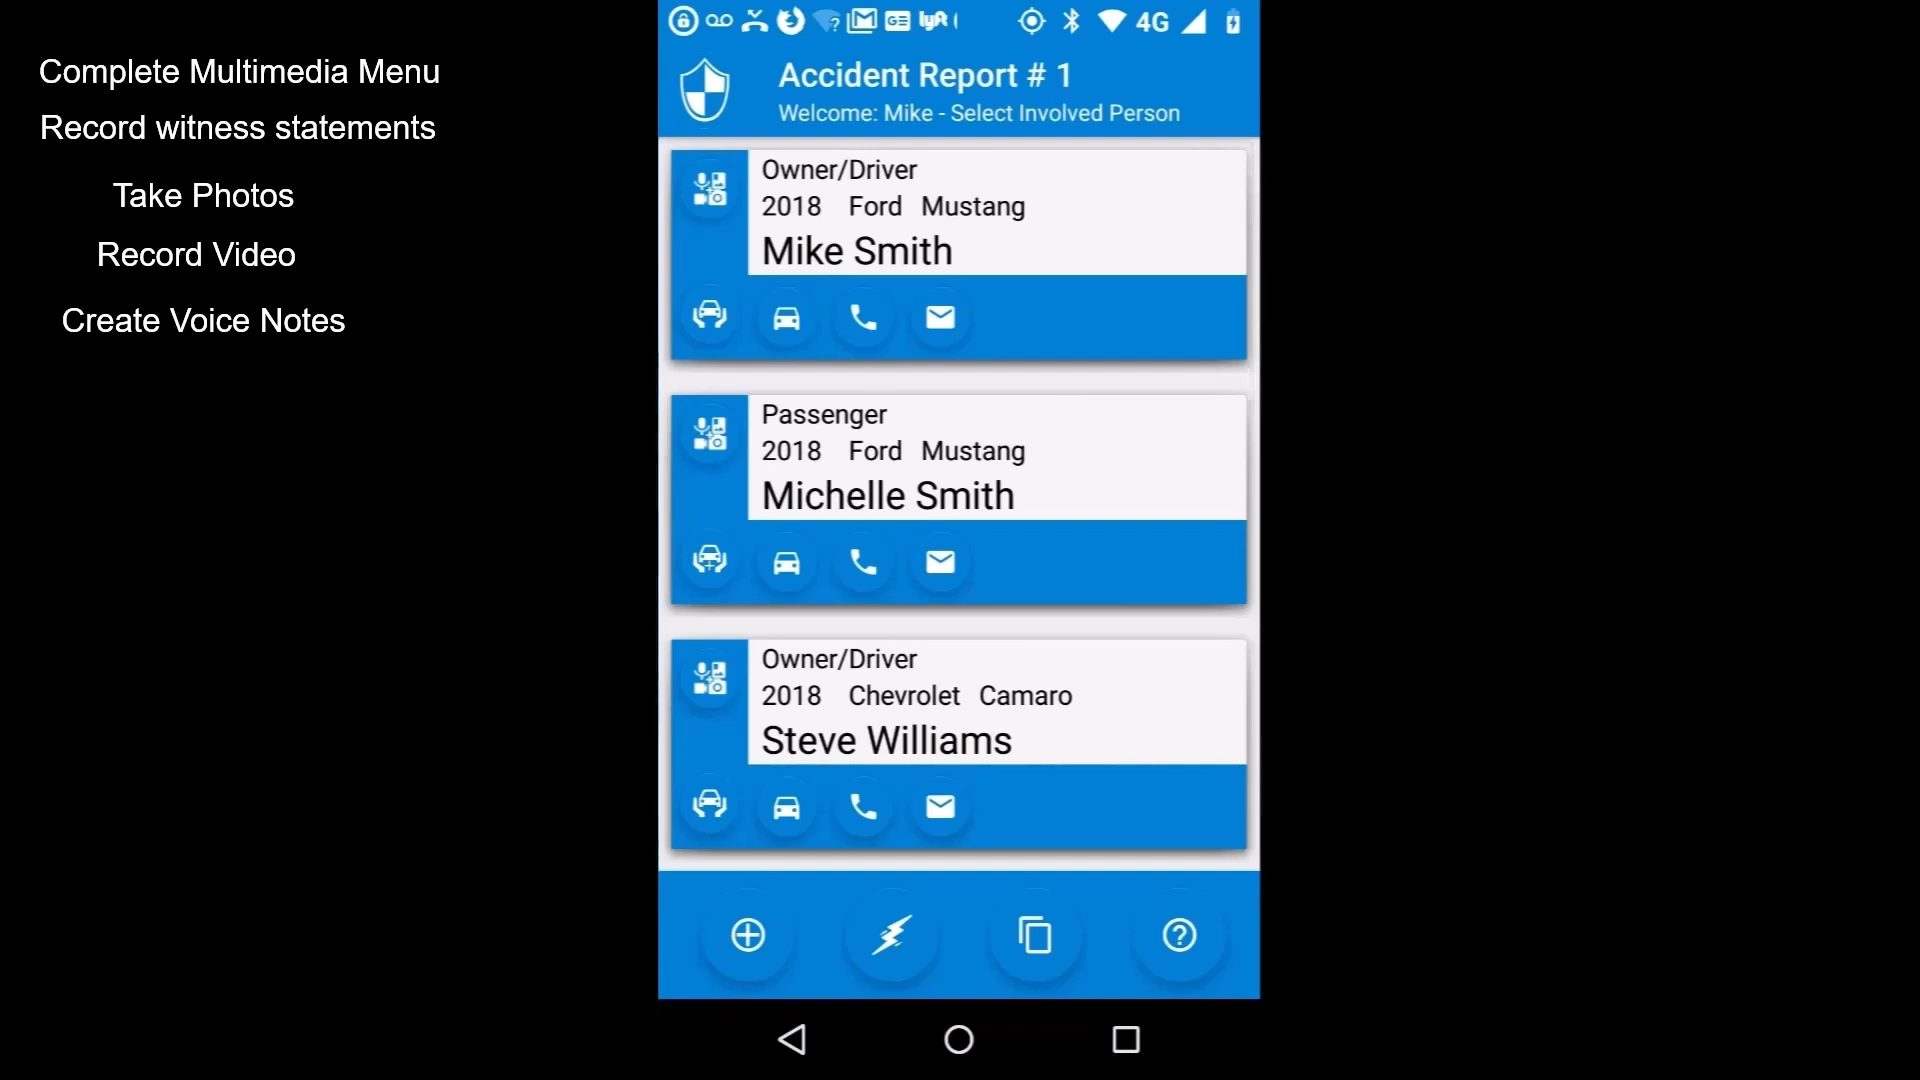 Complete Multimedia Menu
Record witness statements
Take Photos
Record Video
Create Voice Notes
GE lyft
4G
Accident Report # 1
Welcome: Mike - Select Involved Person
Owner/Driver
2018 Ford Mustang
Mike Smith
Passenger
2018 Ford Mustang
Michelle Smith
Owner/Driver
2018 Chevrolet Camaro
Steve Williams